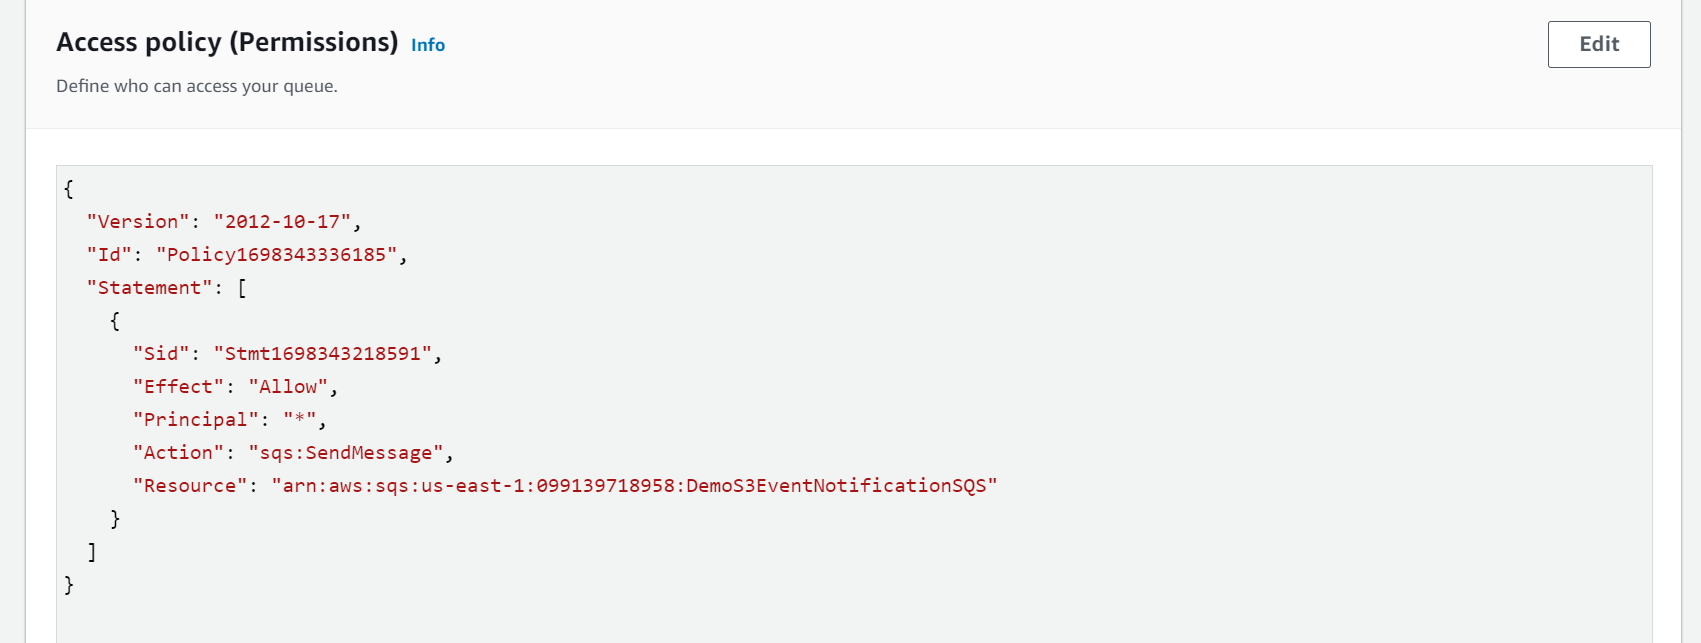 Access policy (Permissions) Info
Edit
Define who can access your queue.
{
"Version": "2012-10-17",
"Id": "Policy1698343336185",
"Statement": [
{
"Sid": "Stmt1698343218591",
"Effect": "Allow",
"Principal": "*",
"Action": "sqs:SendMessage",
"Resource": "arn:aws:sqs:us-east-1:099139718958:DemoS3EventNotificationSQS"
}
]
}